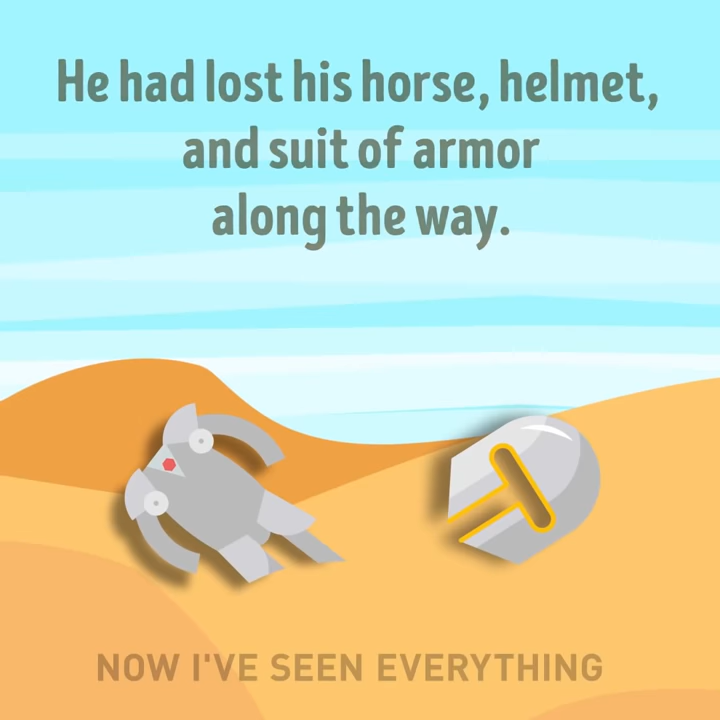 He had lost his horse, helmet,
and suit of armor
along the way.
NOW I'VE SEEN EVERYTHING